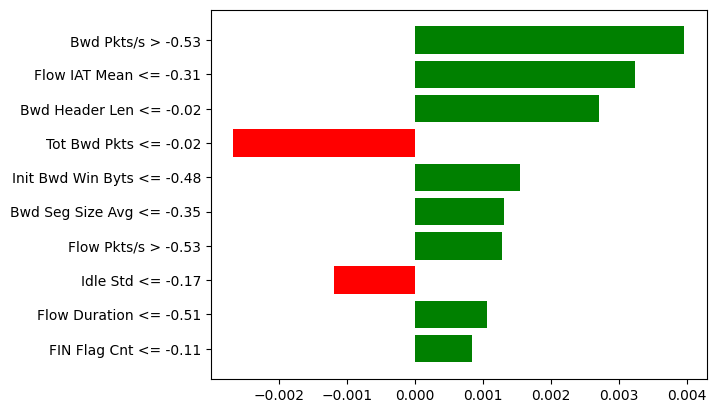 Bwd Pkts/s > -0.53
Flow IAT Mean <= -0.31
Bwd Header Len <= -0.02
Tot Bwd Pkts <= -0.02
Init Bwd Win Byts <= -0.48
Bwd Seg Size Avg <= -0.35
Flow Pkts/s > -0.53
Idle Std <= -0.17
Flow Duration <= -0.51
FIN Flag Cnt <= -0.11
−0.002 −0.001 0.000 0.001 0.002 0.003 0.004